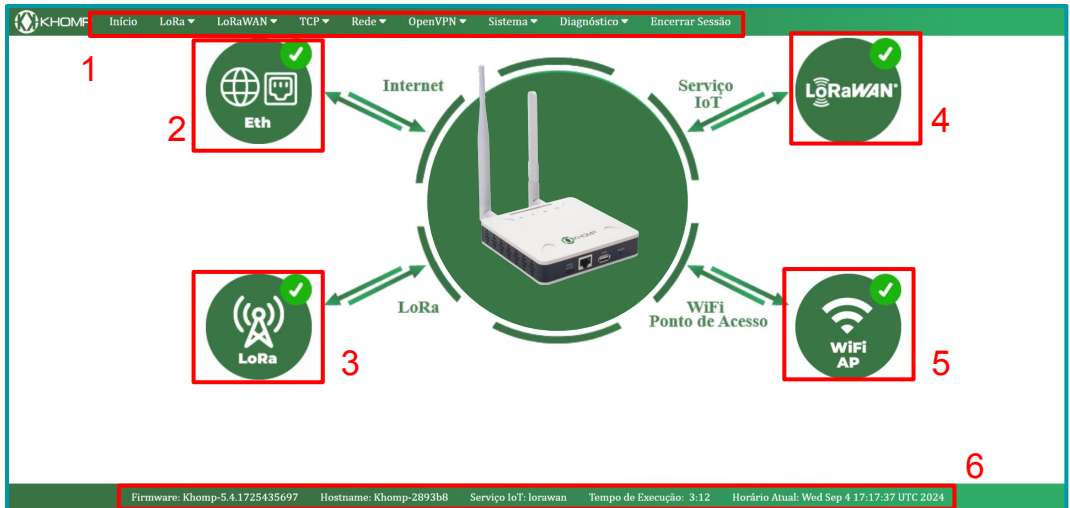 KHOMP Início LoRa LoRaWAN TCP Rede OpenVPN Sistema Diagnóstico Encerrar Sessão
1
Internet
Serviço
IoT
LoRaWAN
Eth
2
4
KHOMP
LoRa
WiFi
Ponto de Acesso
LoRa
3
WiFi
AP
5
6
Firmware: Khomp-5.4.1725435697 Hostname: Khomp-2893b8 Serviço IoT: lorawan Tempo de Execução: 3:12 Horário Atual: Wed Sep 4 17:17:37 UTC 2024